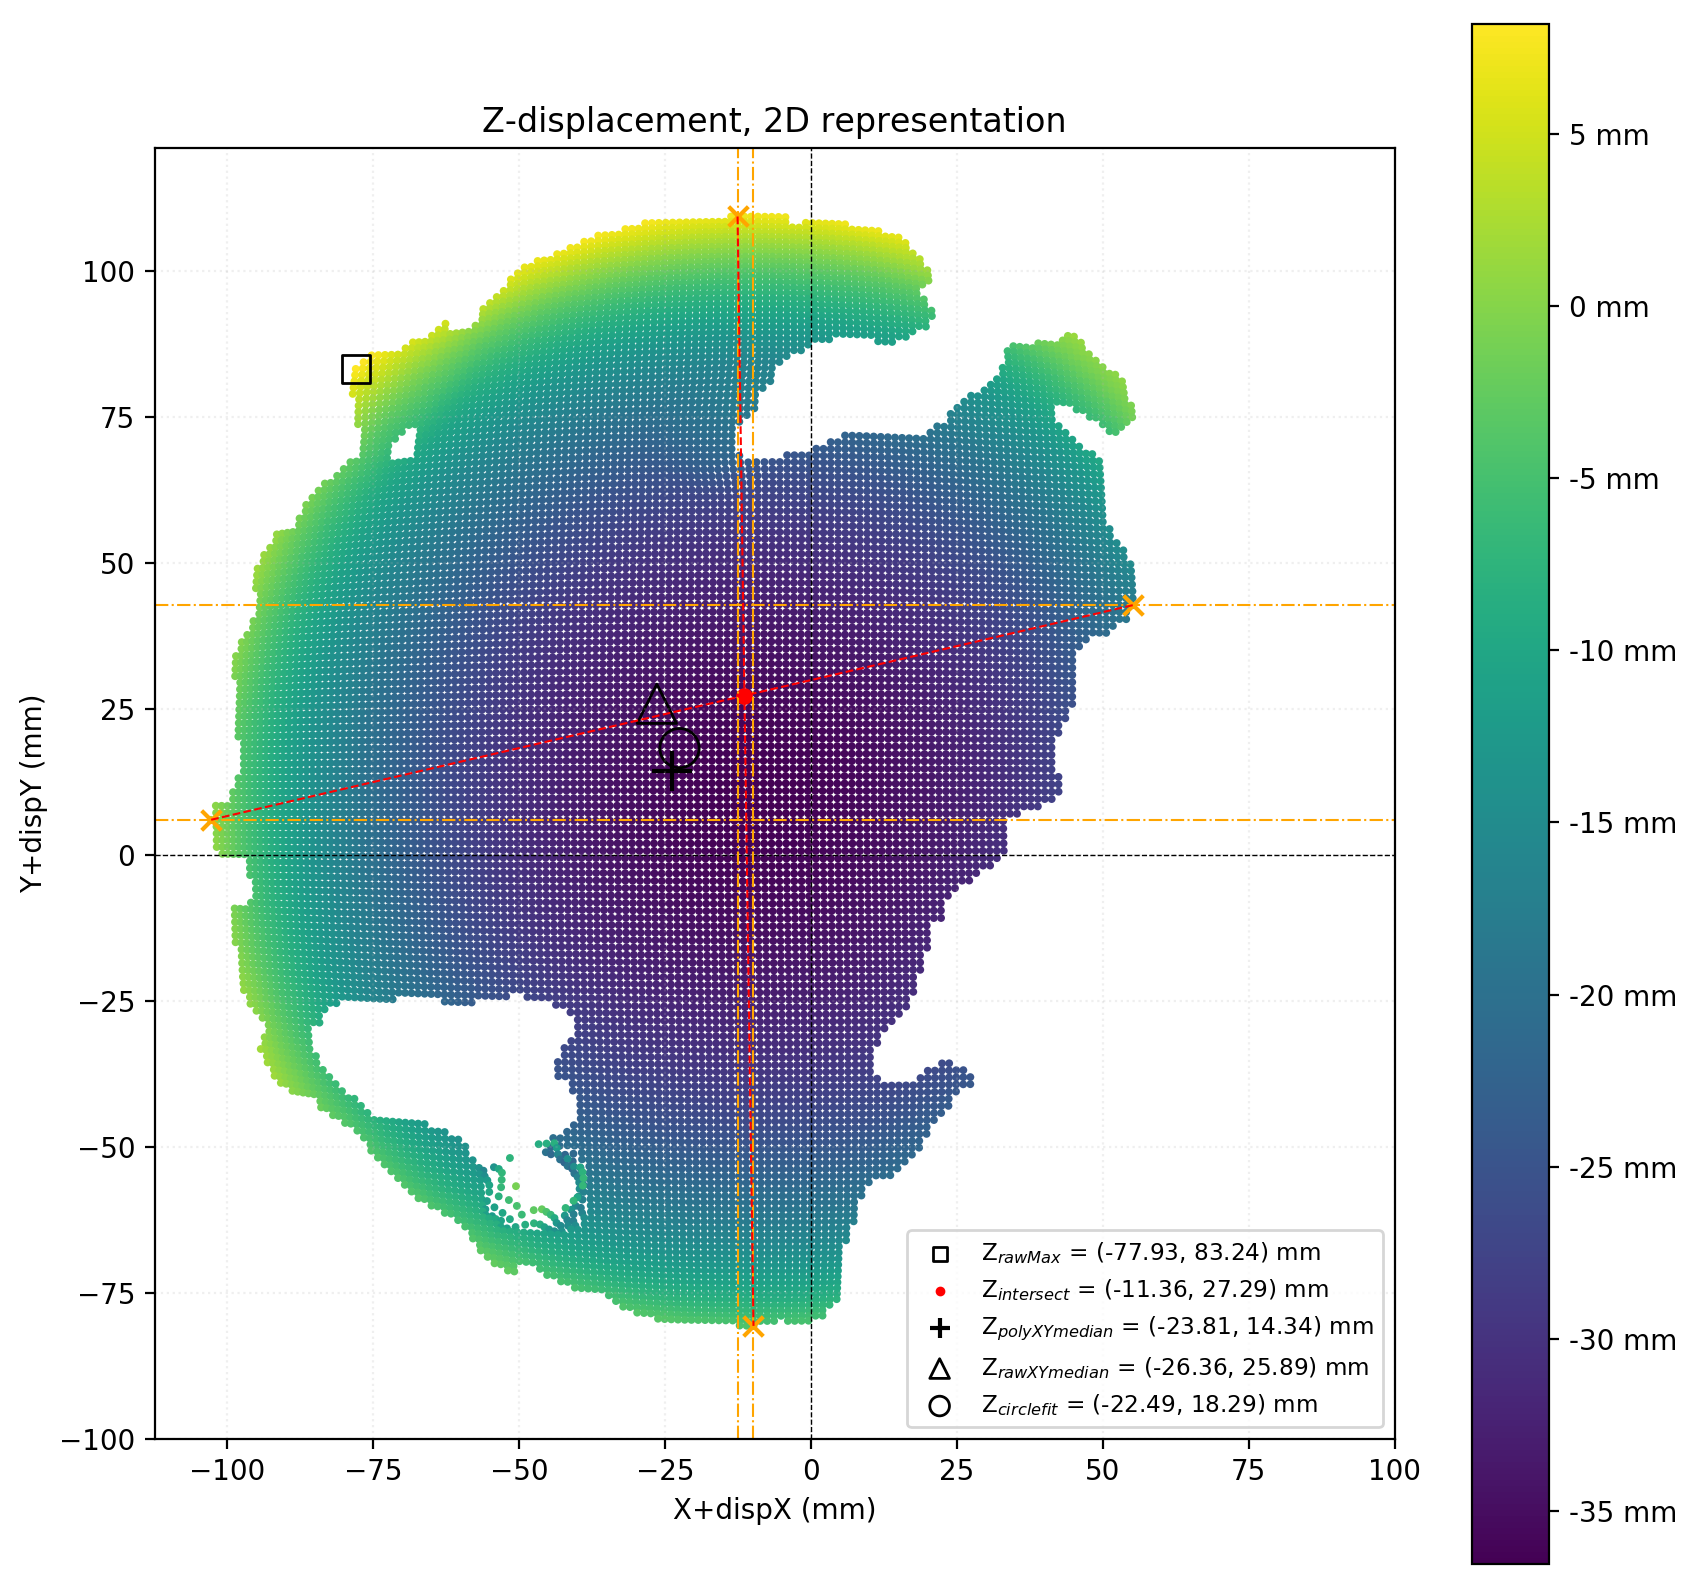 Z-displacement, 2D representation
5 mm
0 mm
-5 mm
-10 mm
-15 mm
-20 mm
-25 mm
-30 mm
-35 mm
100
75
50
25
0
−25
−50
−75
−100
Y+dispY (mm)
Z_rawMax = (-77.93, 83.24) mm
Z_intersect = (-11.36, 27.29) mm
Z_polyXYmedian = (-23.81, 14.34) mm
Z_rawXYmedian = (-26.36, 25.89) mm
Z_circlefit = (-22.49, 18.29) mm
−100 −75 −50 −25 0 25 50 75 100
X+dispX (mm)